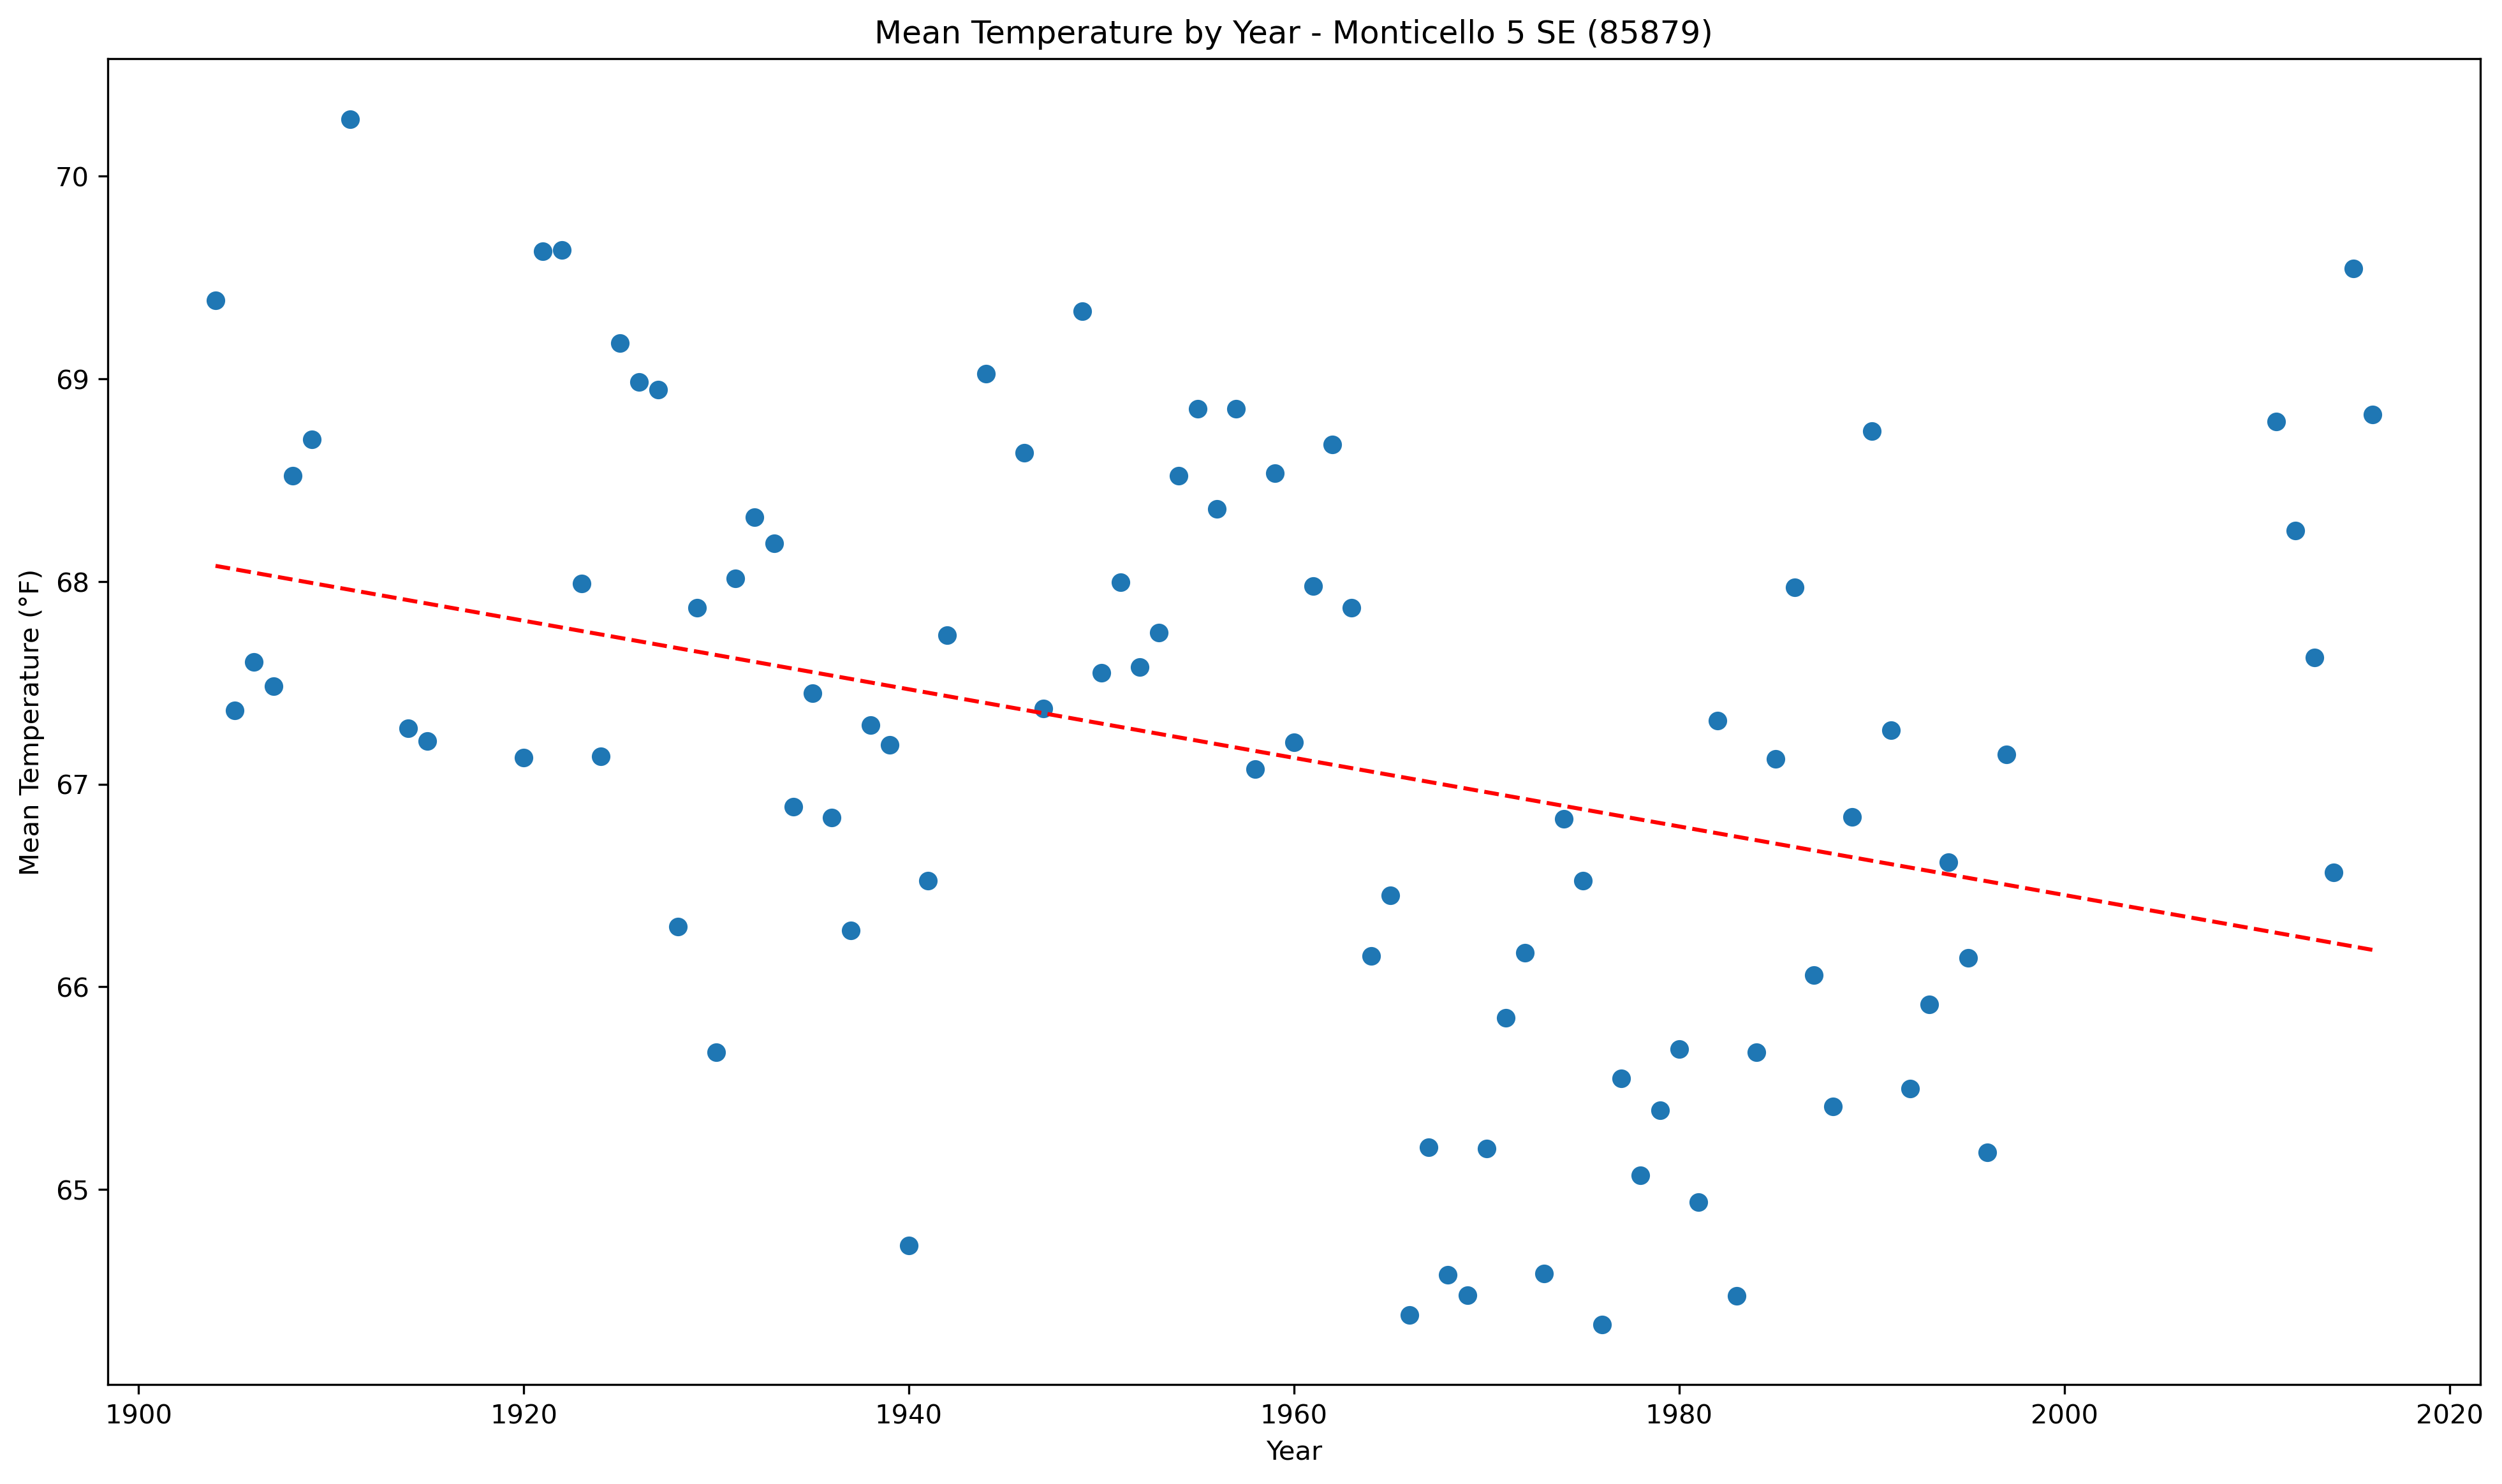 Mean Temperature by Year - Monticello 5 SE (85879)
Mean Temperature (°F)
70
69
68
67
66
65
1900 1920 1940 1960 1980 2000 2020
Year